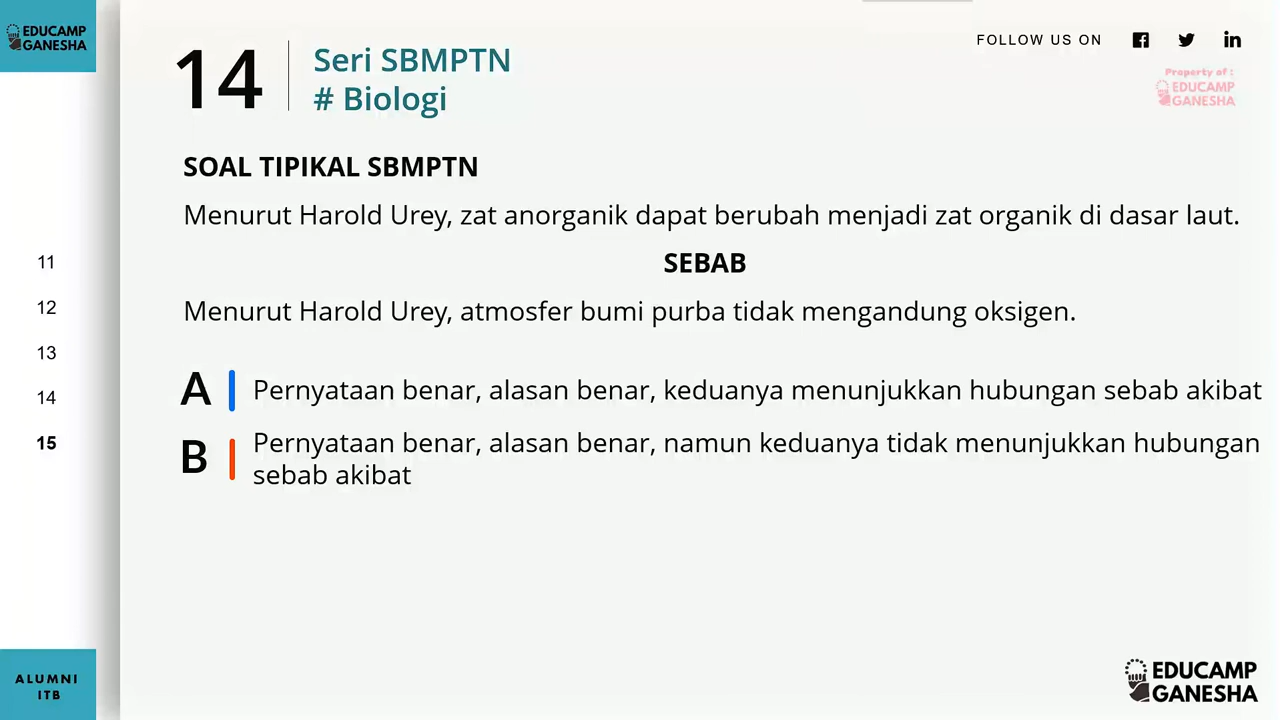 EDUCAMP
GANESHA
14
Seri SBMPTN
# Biologi
FOLLOW US ON
Property of :
EDUCAMP
GANESHA
SOAL TIPIKAL SBMPTN
Menurut Harold Urey, zat anorganik dapat berubah menjadi zat organik di dasar laut.
SEBAB
Menurut Harold Urey, atmosfer bumi purba tidak mengandung oksigen.
11
12
13
14
15
A Pernyataan benar, alasan benar, keduanya menunjukkan hubungan sebab akibat
B Pernyataan benar, alasan benar, namun keduanya tidak menunjukkan hubungan
sebab akibat
ALUMNI
ITB
EDUCAMP
GANESHA